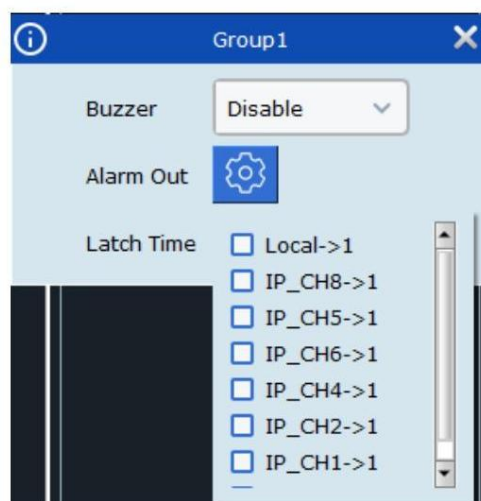 Group1
Buzzer Disable
Alarm Out
Latch Time
Local->1
IP_CH8->1
IP_CH5->1
IP_CH6->1
IP_CH4->1
IP_CH2->1
IP_CH1->1